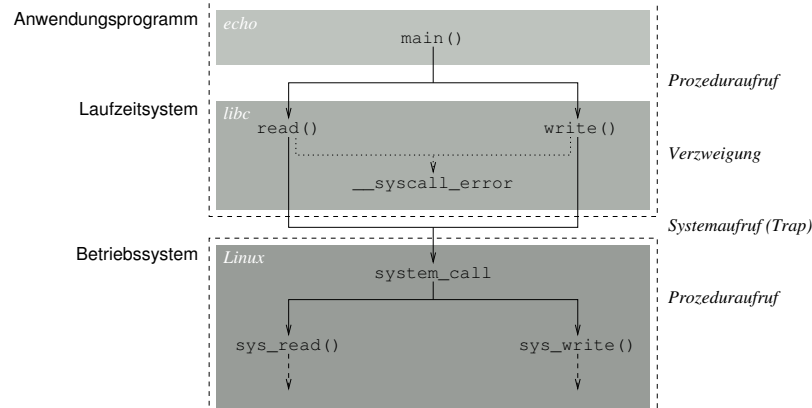 Anwendungsprogramm
echo
main()
Prozeduraufruf
Laufzeitsystem
libc
read()
write()
Verzweigung
__syscall_error
Systemaufruf (Trap)
Betriebssystem
Linux
system_call
Prozeduraufruf
sys_read()
sys_write()